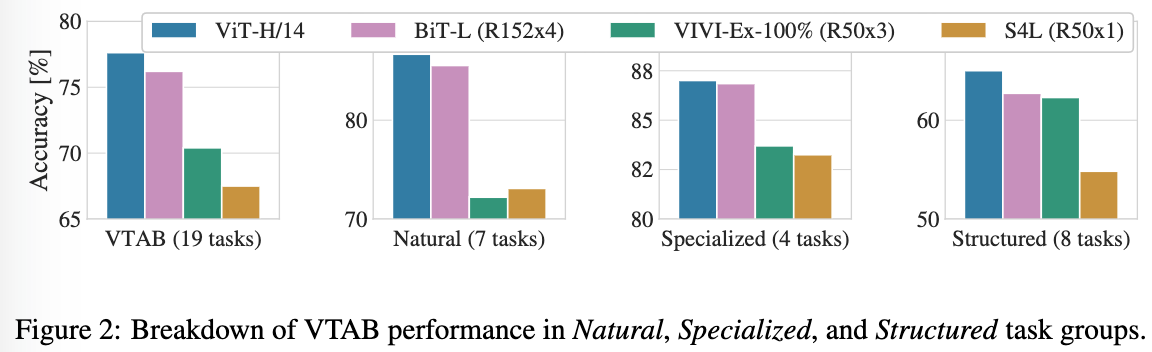 ViT-H/14 BiT-L (R152x4) VIVI-Ex-100% (R50x3) S4L (R50x1)
Accuracy [%]
80
75
70
65
VTAB (19 tasks)
80
70
Natural (7 tasks)
88
85
82
80
Specialized (4 tasks)
60
50
Structured (8 tasks)
Figure 2: Breakdown of VTAB performance in Natural, Specialized, and Structured task groups.